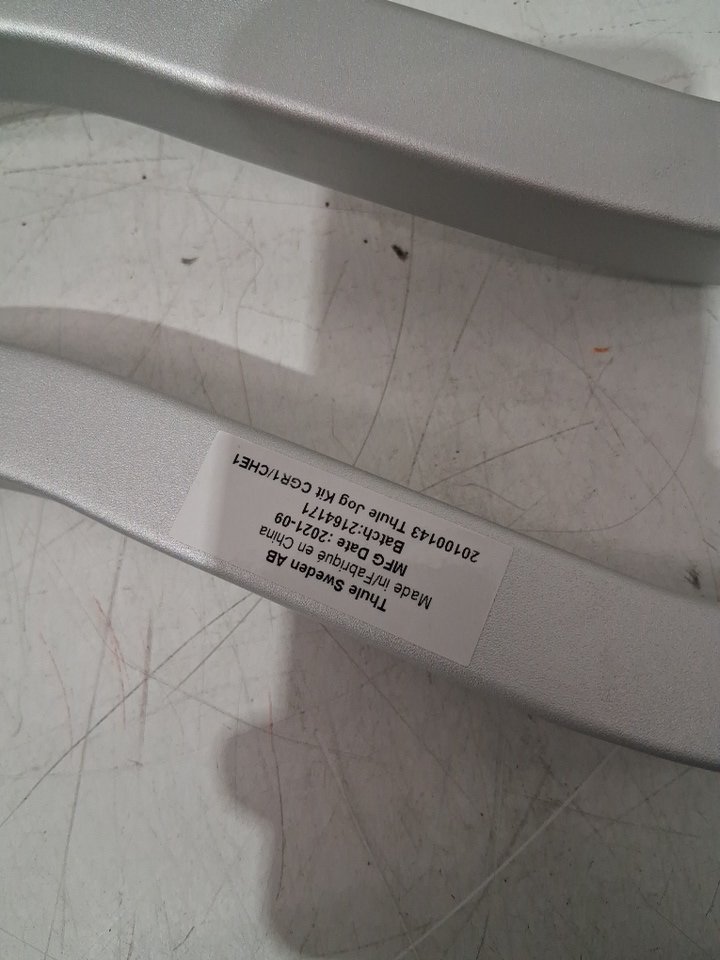 Thule Sweden AB
Made in/Fabriqué en China
MFG Date :2021-09
Batch:2164171
20100143 Thule Jog Kit CGR1/CHE1